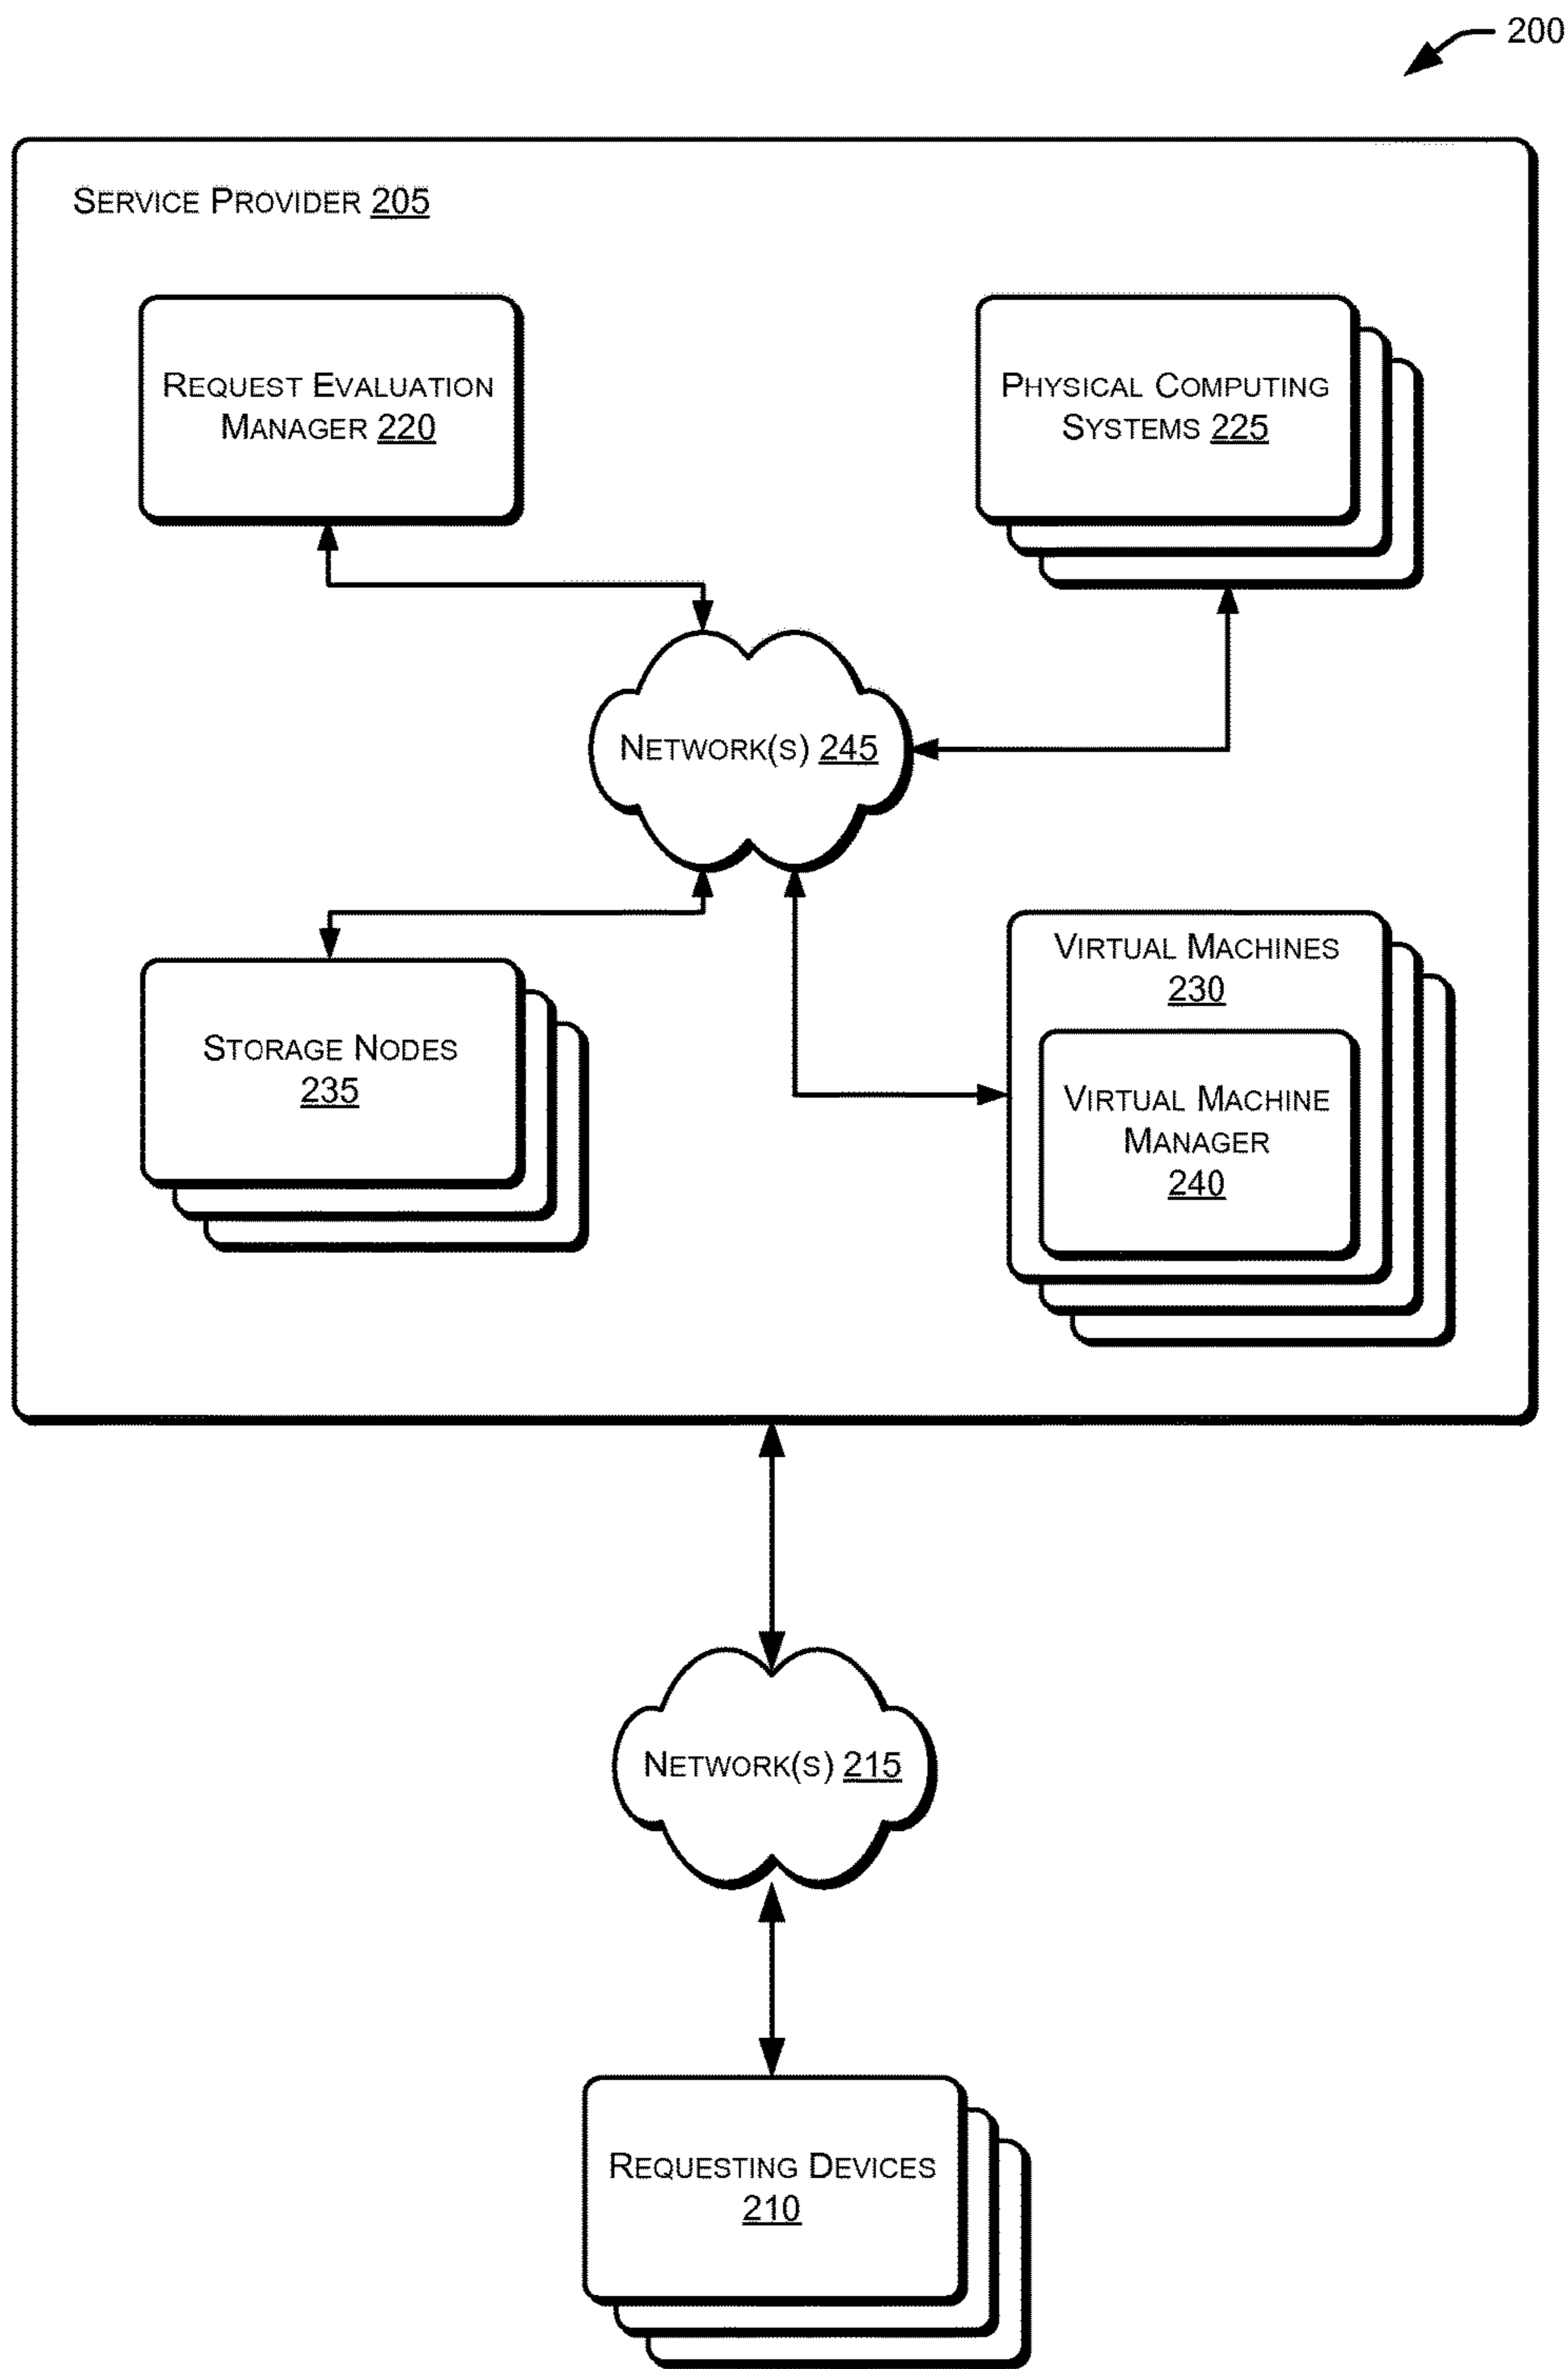 200
SERVICE PROVIDER 205
REQUEST EVALUATION
MANAGER 220
PHYSICAL COMPUTING
SYSTEMS 225
NETWORK(S) 245
STORAGE NODES
235
VIRTUAL MACHINES
230
VIRTUAL MACHINE
MANAGER
240
NETWORK(S) 215
REQUESTING DEVICES
210